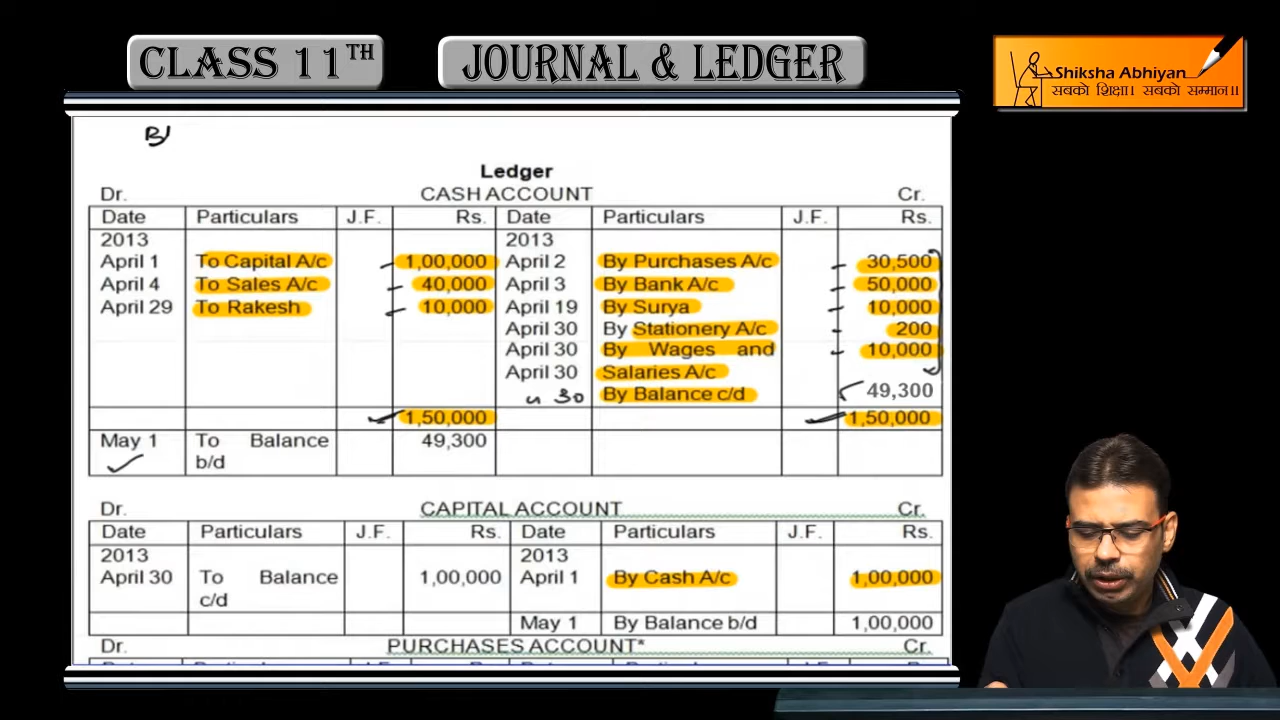 CLASS 11TH JOURNAL & LEDGER
Shiksha Abhiyan
सबको शिक्षा। सबको सम्मान॥
B/
Ledger
Dr. CASH ACCOUNT Cr.
Date Particulars J.F. Rs. Date Particulars J.F. Rs.
2013 2013
April 1 To Capital A/c 1,00,000 April 2 By Purchases A/c 30,500
April 4 To Sales A/c 40,000 April 3 By Bank A/c 50,000
April 29 To Rakesh 10,000 April 19 By Surya 10,000
April 30 By Stationery A/c 200
April 30 By Wages and 10,000
April 30 Salaries A/c
" 30 By Balance c/d 49,300
1,50,000 1,50,000
May 1 To Balance 49,300
b/d
Dr. CAPITAL ACCOUNT Cr.
Date Particulars J.F. Rs. Date Particulars J.F. Rs.
2013 2013
April 30 To Balance 1,00,000 April 1 By Cash A/c 1,00,000
c/d
May 1 By Balance b/d 1,00,000
Dr. PURCHASES ACCOUNT* Cr.